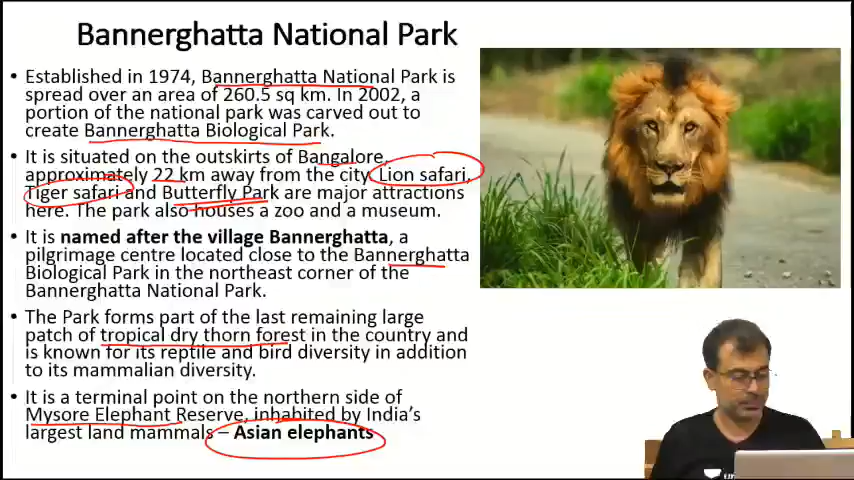 Bannerghatta National Park
• Established in 1974, Bannerghatta National Park is
spread over an area of 260.5 sq km. In 2002, a
portion of the national park was carved out to
create Bannerghatta Biological Park.
• It is situated on the outskirts of Bangalore,
approximately 22 km away from the city. Lion safari,
Tiger safari and Butterfly Park are major attractions
here. The park also houses a zoo and a museum.
• It is named after the village Bannerghatta, a
pilgrimage centre located close to the Bannerghatta
Biological Park in the northeast corner of the
Bannerghatta National Park.
• The Park forms part of the last remaining large
patch of tropical dry thorn forest in the country and
is known for its reptile and bird diversity in addition
to its mammalian diversity.
• It is a terminal point on the northern side of
Mysore Elephant Reserve, inhabited by India's
largest land mammals – Asian elephants